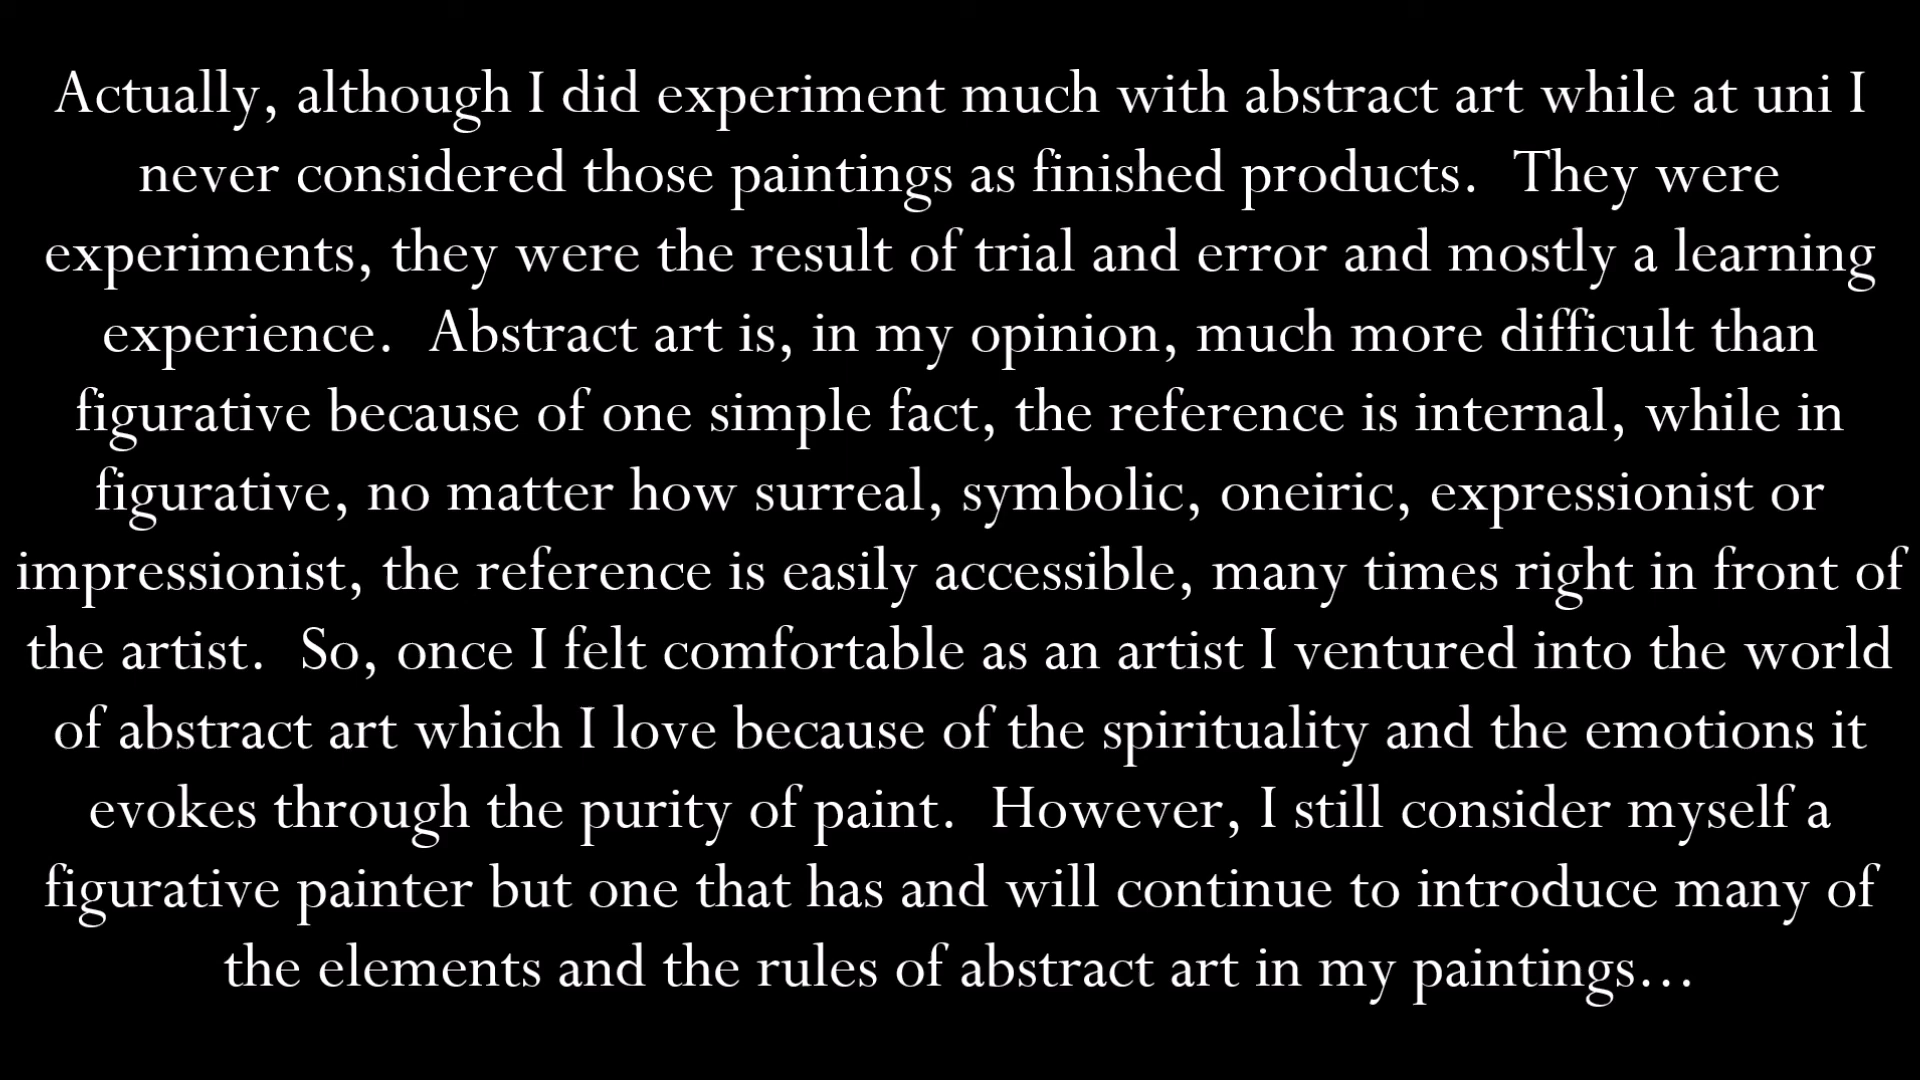 Actually, although I did experiment much with abstract art while at uni I
never considered those paintings as finished products.  They were
experiments, they were the result of trial and error and mostly a learning
experience.  Abstract art is, in my opinion, much more difficult than
figurative because of one simple fact, the reference is internal, while in
figurative, no matter how surreal, symbolic, oneiric, expressionist or
impressionist, the reference is easily accessible, many times right in front of
the artist.  So, once I felt comfortable as an artist I ventured into the world
of abstract art which I love because of the spirituality and the emotions it
evokes through the purity of paint.  However, I still consider myself a
figurative painter but one that has and will continue to introduce many of
the elements and the rules of abstract art in my paintings…